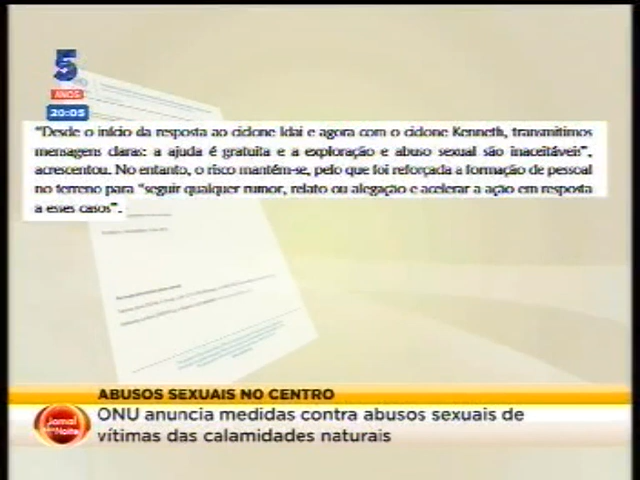 5
ANOS
20:05
"Desde o início da resposta ao ciclone Idai e agora com o ciclone Kenneth, transmitimos
mensagens claras: a ajuda é gratuita e a exploração e abuso sexual são inaceitáveis",
acrescentou. No entanto, o risco mantém-se, pelo que foi reforçada a formação de pessoal
no terreno para "seguir qualquer rumor, relato ou alegação e acelerar a ação em resposta
a esses casos".
ABUSOS SEXUAIS NO CENTRO
ONU anuncia medidas contra abusos sexuais de
vítimas das calamidades naturais
Jornal
da Noite